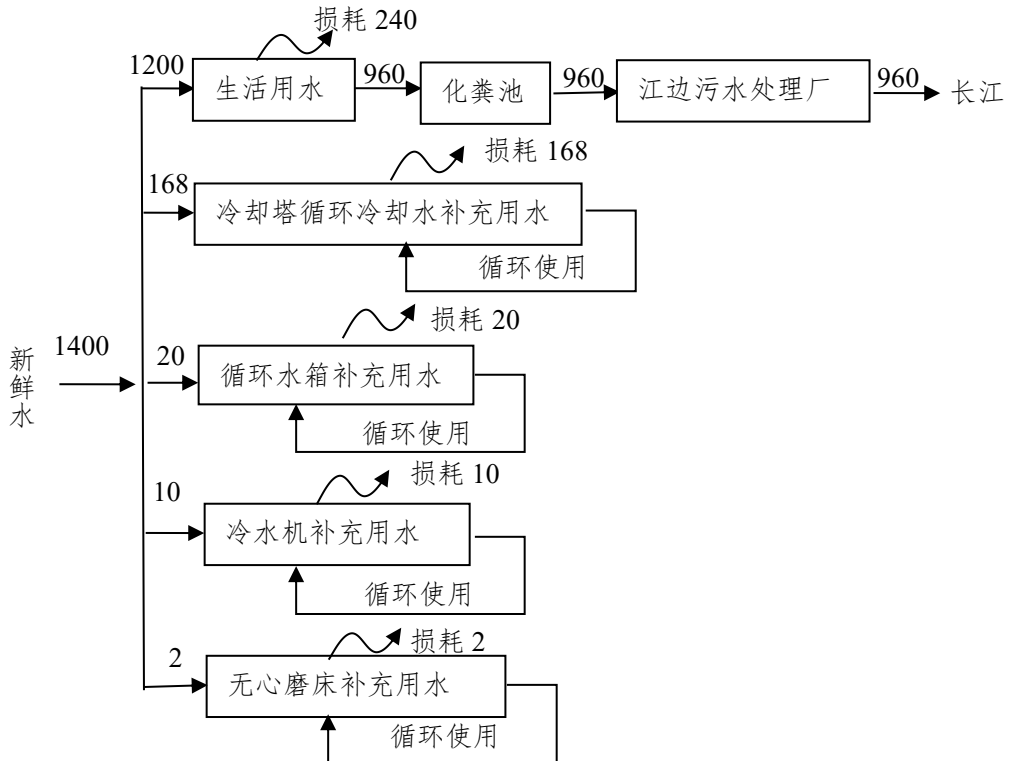 损耗 240
1200
生活用水
960
化粪池
960
江边污水处理厂
960
长江
损耗 168
168
冷却塔循环冷却水补充用水
循环使用
损耗 20
新鲜水
1400
20
循环水箱补充用水
循环使用
损耗 10
10
冷水机补充用水
循环使用
损耗 2
2
无心磨床补充用水
循环使用